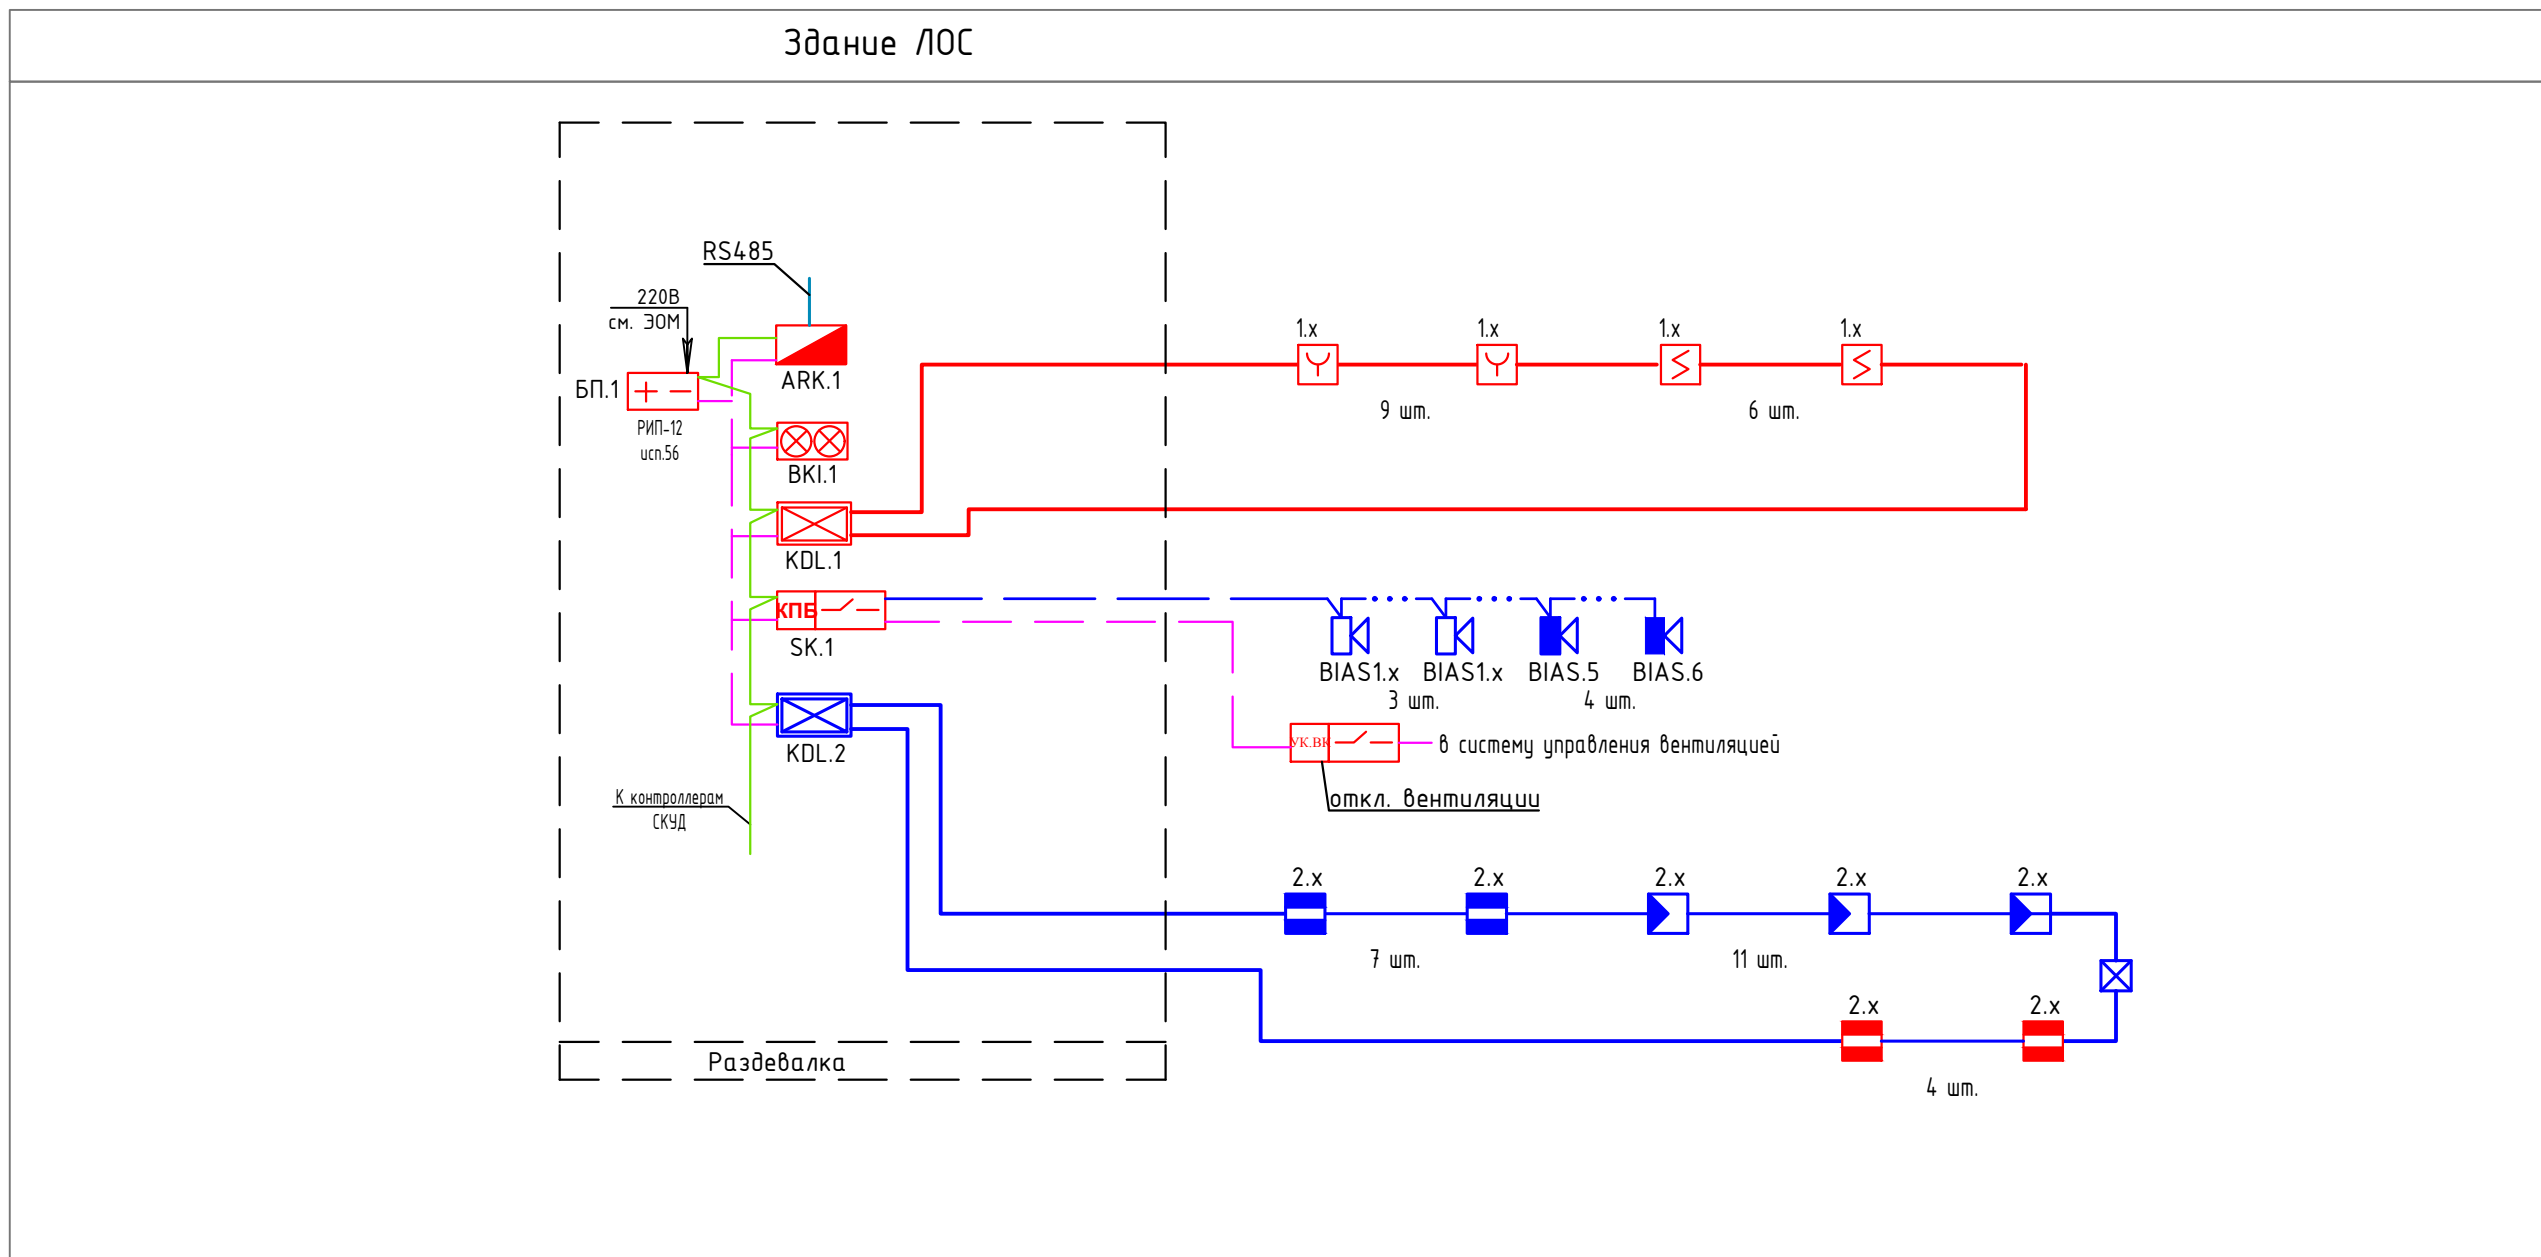 Здание ЛОС
RS485
220В
см. ЭОМ
ARK.1
БП.1
РИП-12
исп.56
BKI.1
KDL.1
КПБ
SK.1
KDL.2
К контроллерам
СКУД
Раздевалка
1.x
1.x
1.x
1.x
9 шт.
6 шт.
BIAS1.x
BIAS1.x
BIAS.5
BIAS.6
3 шт.
4 шт.
УК.ВК
в систему управления вентиляцией
откл. вентиляции
2.x
2.x
2.x
2.x
2.x
7 шт.
11 шт.
2.x
2.x
4 шт.